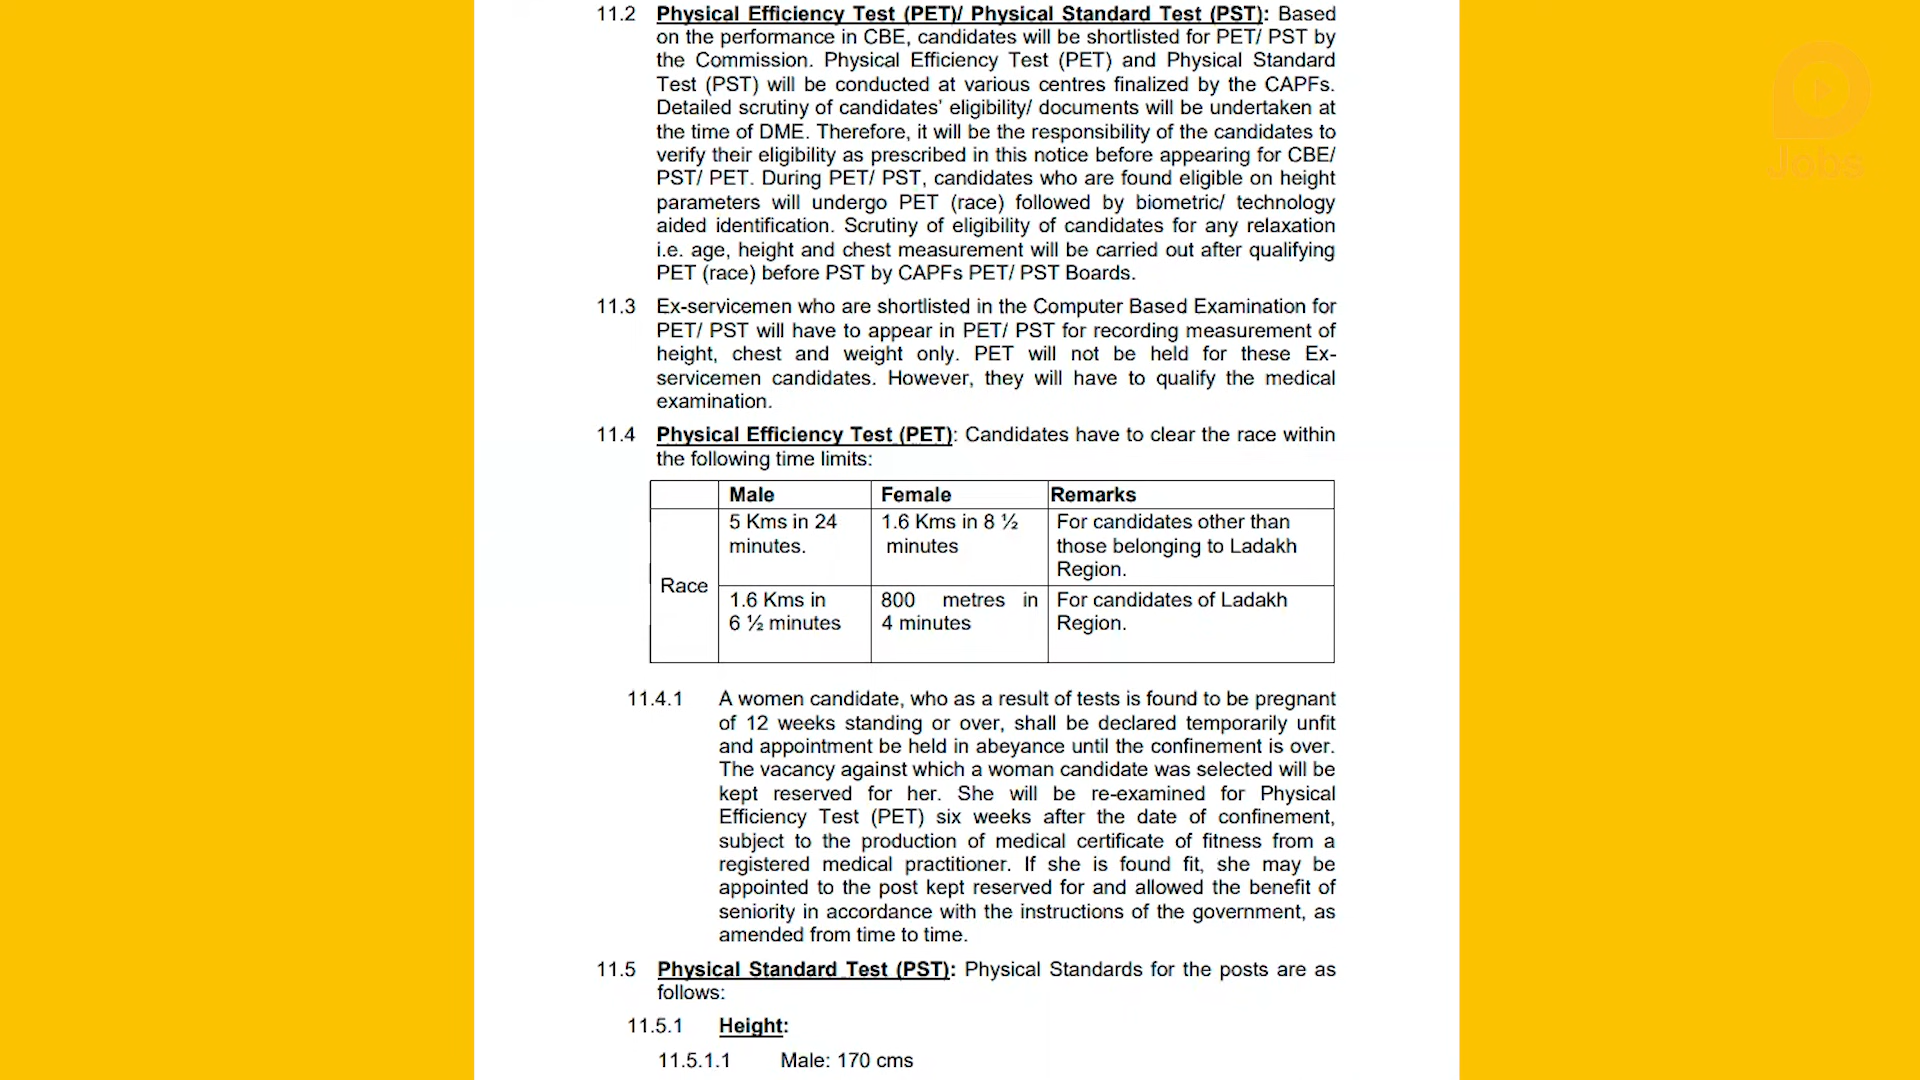 11.2 Physical Efficiency Test (PET)/ Physical Standard Test (PST): Based
on the performance in CBE, candidates will be shortlisted for PET/ PST by
the Commission. Physical Efficiency Test (PET) and Physical Standard
Test (PST) will be conducted at various centres finalized by the CAPFs.
Detailed scrutiny of candidates' eligibility/ documents will be undertaken at
the time of DME. Therefore, it will be the responsibility of the candidates to
verify their eligibility as prescribed in this notice before appearing for CBE/
PST/ PET. During PET/ PST, candidates who are found eligible on height
parameters will undergo PET (race) followed by biometric/ technology
aided identification. Scrutiny of eligibility of candidates for any relaxation
i.e. age, height and chest measurement will be carried out after qualifying
PET (race) before PST by CAPFs PET/ PST Boards.
11.3 Ex-servicemen who are shortlisted in the Computer Based Examination for
PET/ PST will have to appear in PET/ PST for recording measurement of
height, chest and weight only. PET will not be held for these Ex-
servicemen candidates. However, they will have to qualify the medical
examination.
11.4 Physical Efficiency Test (PET): Candidates have to clear the race within
the following time limits:
Male Female Remarks
Race
5 Kms in 24
minutes.
1.6 Kms in 8 ½
minutes
For candidates other than
those belonging to Ladakh
Region.
1.6 Kms in
6 ½ minutes
800 metres in
4 minutes
For candidates of Ladakh
Region.
11.4.1 A women candidate, who as a result of tests is found to be pregnant
of 12 weeks standing or over, shall be declared temporarily unfit
and appointment be held in abeyance until the confinement is over.
The vacancy against which a woman candidate was selected will be
kept reserved for her. She will be re-examined for Physical
Efficiency Test (PET) six weeks after the date of confinement,
subject to the production of medical certificate of fitness from a
registered medical practitioner. If she is found fit, she may be
appointed to the post kept reserved for and allowed the benefit of
seniority in accordance with the instructions of the government, as
amended from time to time.
11.5 Physical Standard Test (PST): Physical Standards for the posts are as
follows:
11.5.1 Height:
11.5.1.1 Male: 170 cms
Jobs